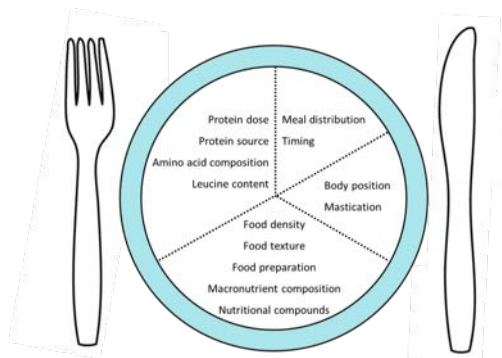 Protein dose
Protein source
Amino acid composition
Leucine content
Meal distribution
Timing
Body position
Mastication
Food density
Food texture
Food preparation
Macronutrient composition
Nutritional compounds